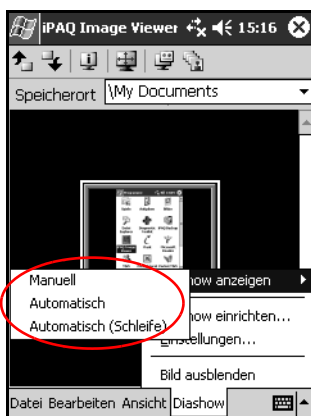 iPAQ Image Viewer 15:16
Speicherort \My Documents
Manuell
Automatisch
Automatisch (Schleife)
how anzeigen
how einrichten...
Einstellungen...
Bild ausblenden
Datei Bearbeiten Ansicht Diashow